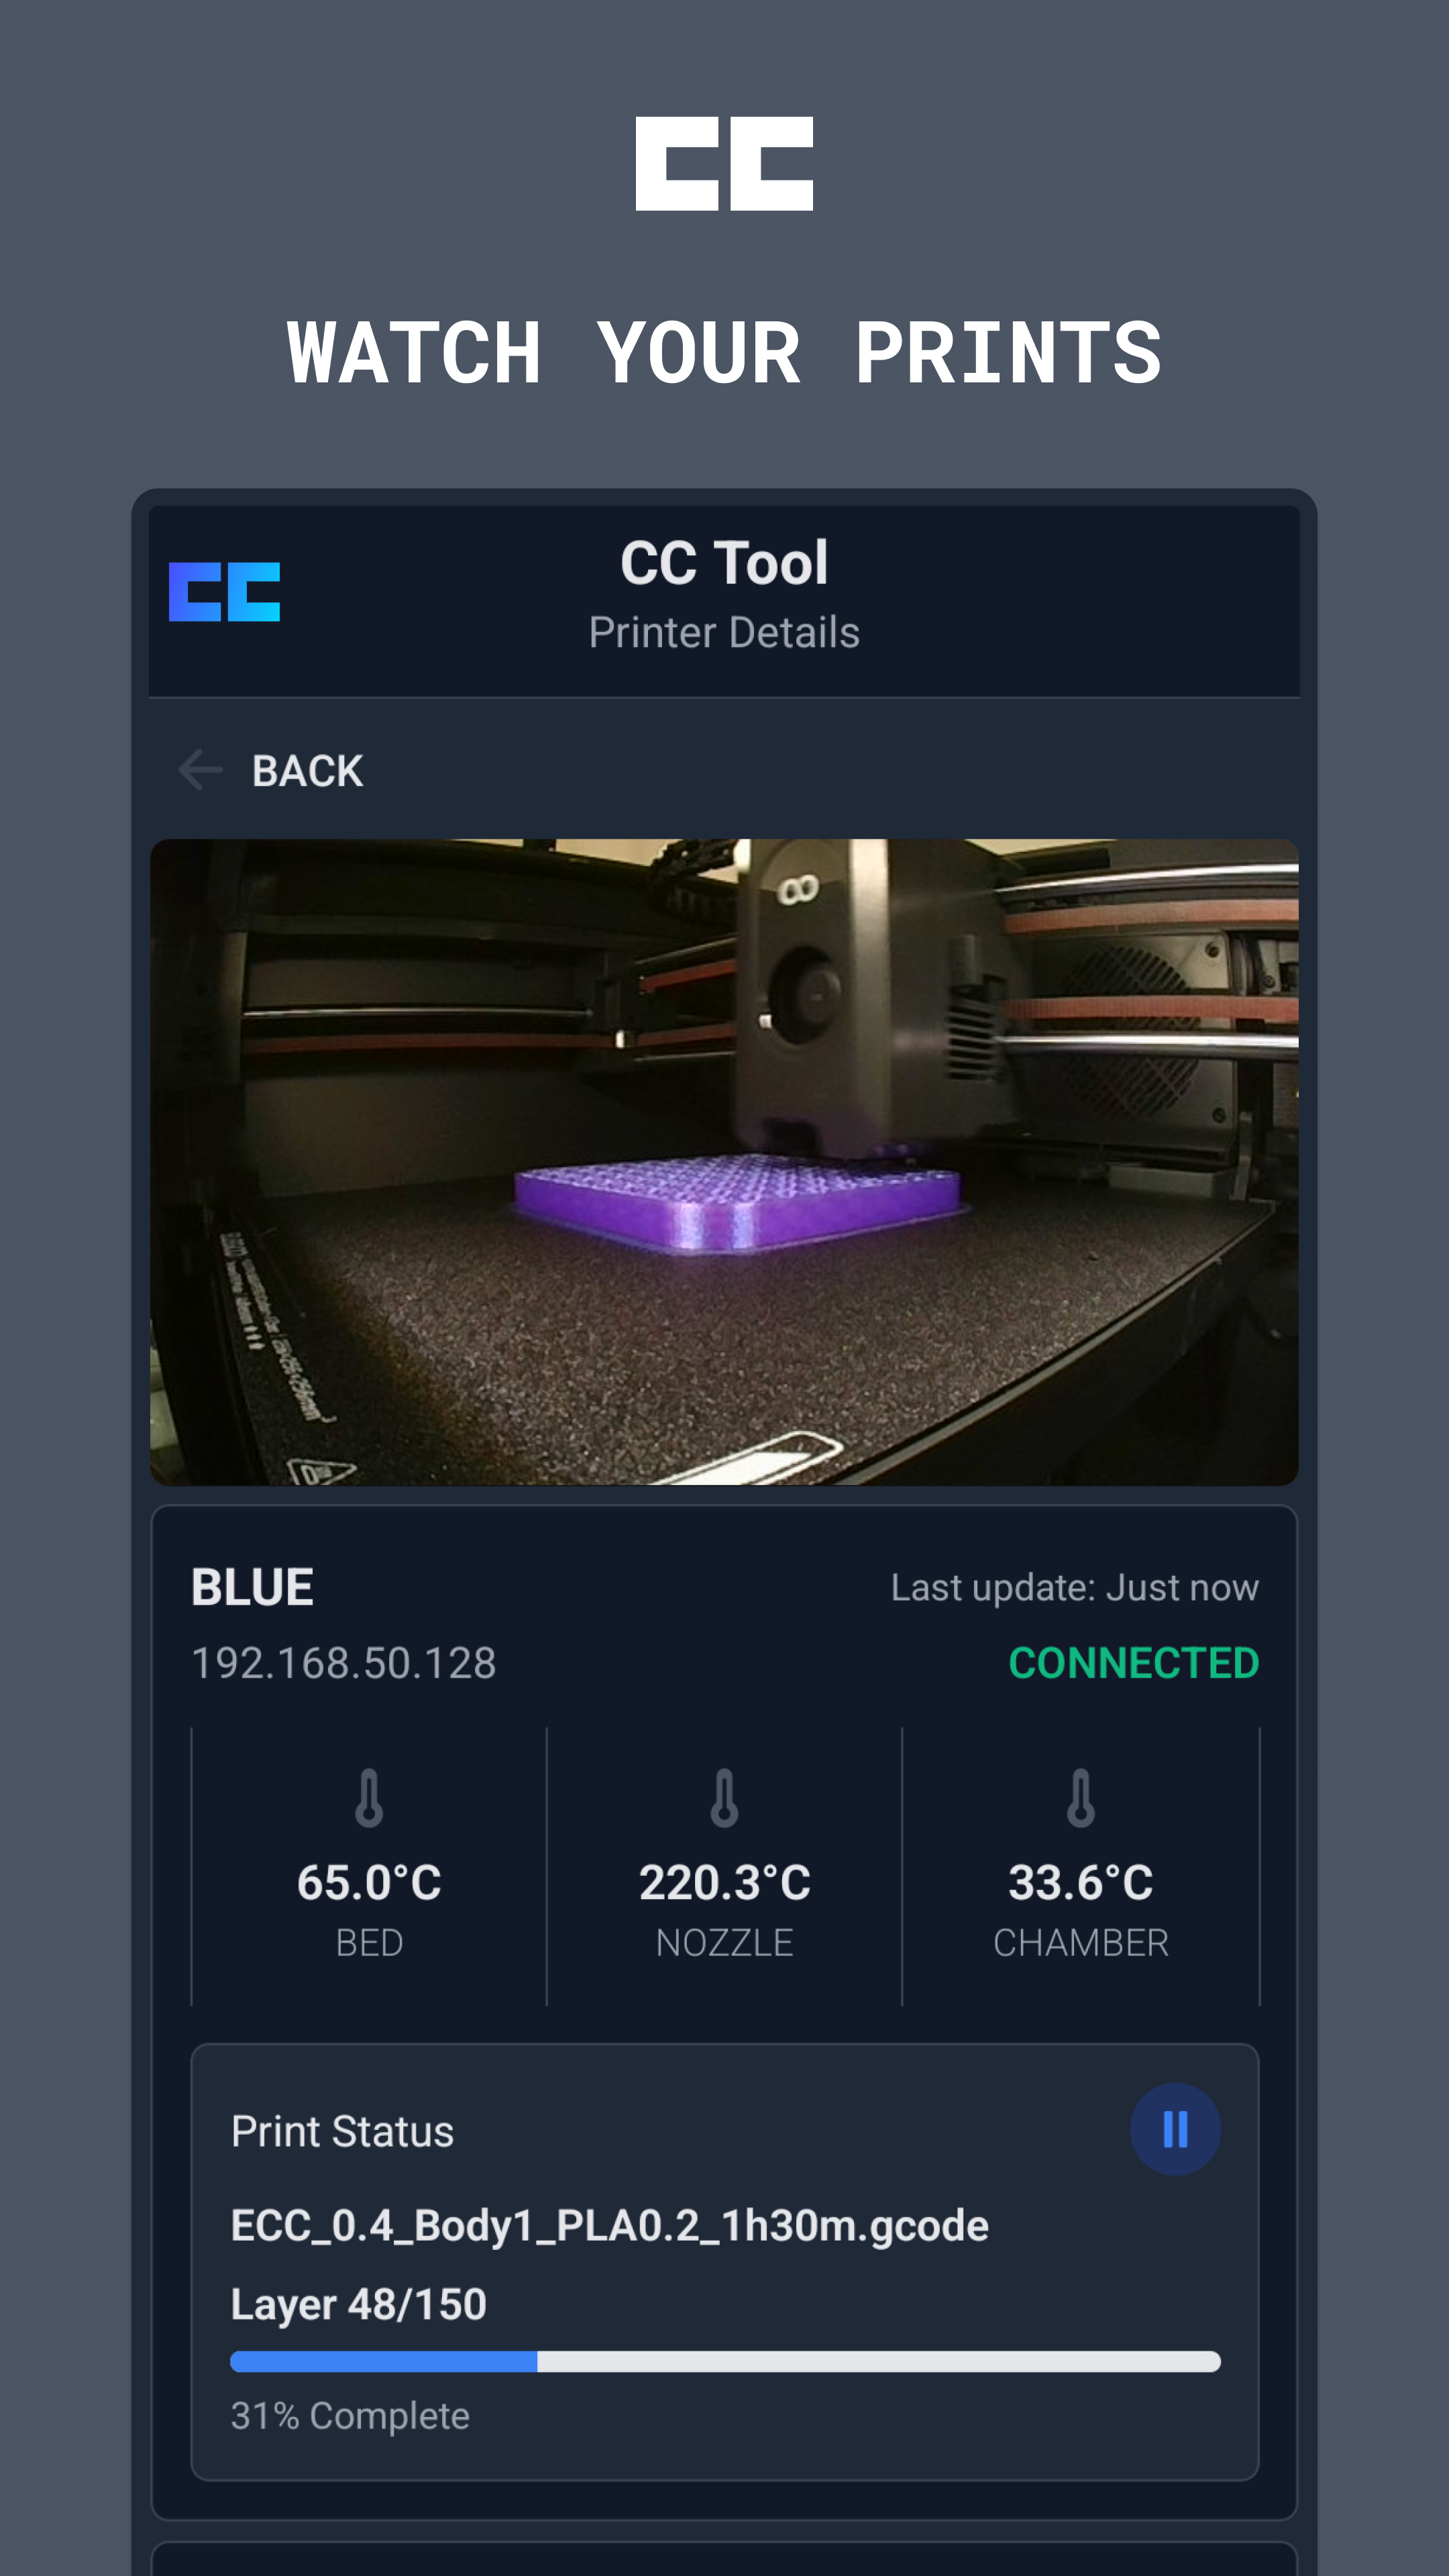 CC
WATCH YOUR PRINTS
CC
CC Tool
Printer Details
BACK
BLUE
Last update: Just now
192.168.50.128
CONNECTED
65.0°C
220.3°C
33.6°C
BED
NOZZLE
CHAMBER
Print Status
ECC_0.4_Body1_PLA0.2_1h30m.gcode
Layer 48/150
31% Complete